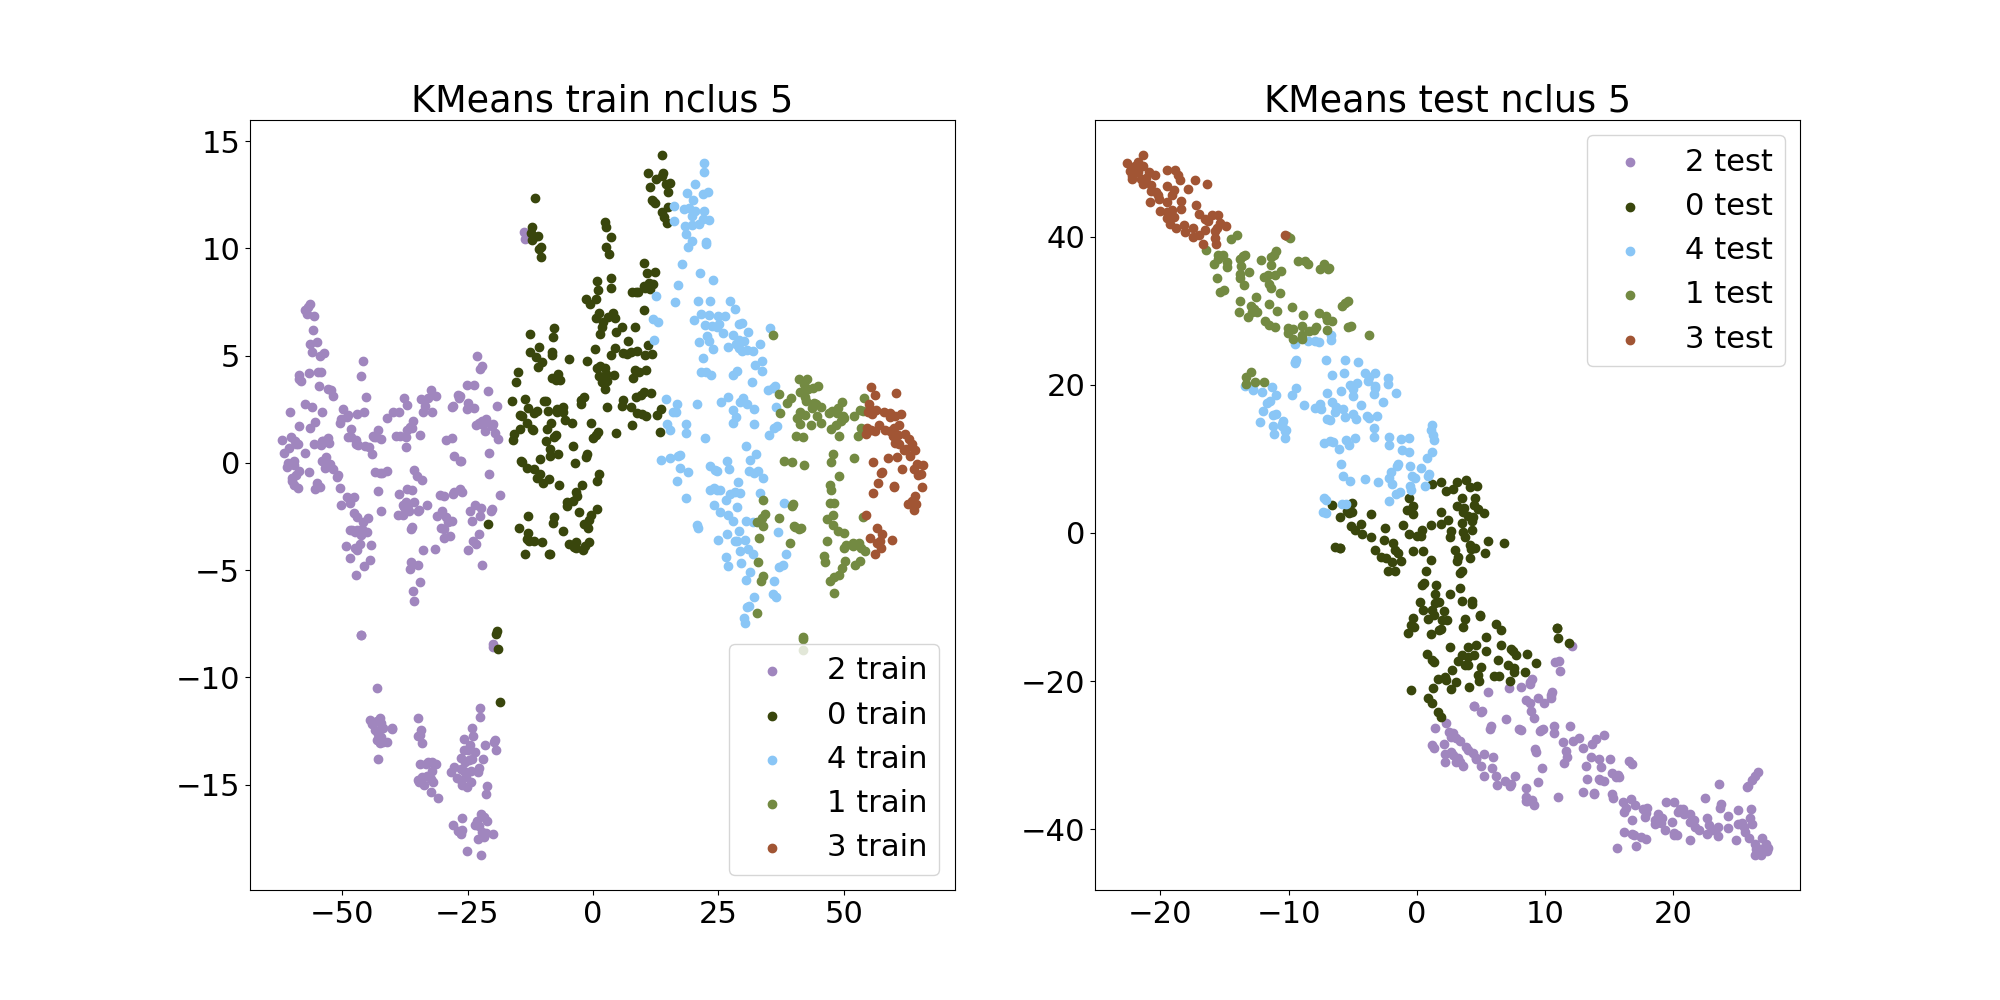 KMeans train nclus 5
15
10
5
0
−5
−10
−15
−50
−25
0
25
50
2 train
0 train
4 train
1 train
3 train
KMeans test nclus 5
40
20
0
−20
−40
−20
−10
0
10
20
2 test
0 test
4 test
1 test
3 test